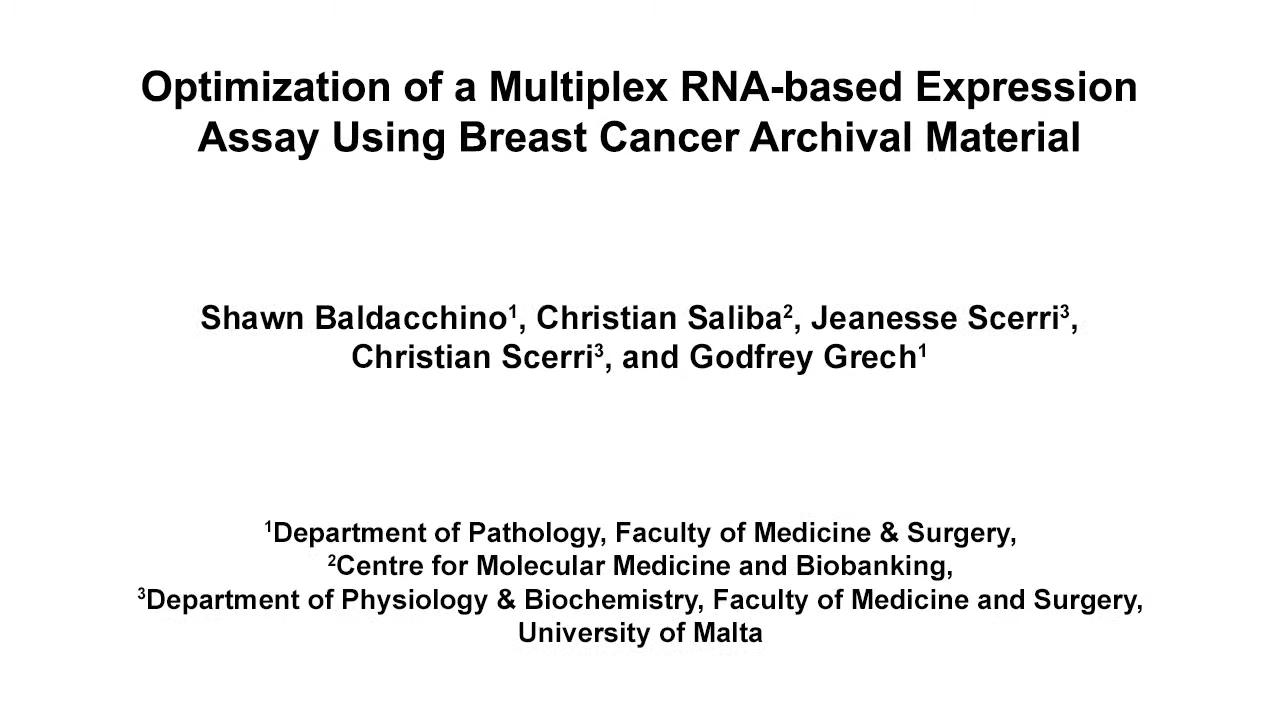 Optimization of a Multiplex RNA-based Expression
Assay Using Breast Cancer Archival Material
Shawn Baldacchino¹, Christian Saliba², Jeanesse Scerri³,
Christian Scerri³, and Godfrey Grech¹
¹Department of Pathology, Faculty of Medicine & Surgery,
²Centre for Molecular Medicine and Biobanking,
³Department of Physiology & Biochemistry, Faculty of Medicine and Surgery,
University of Malta